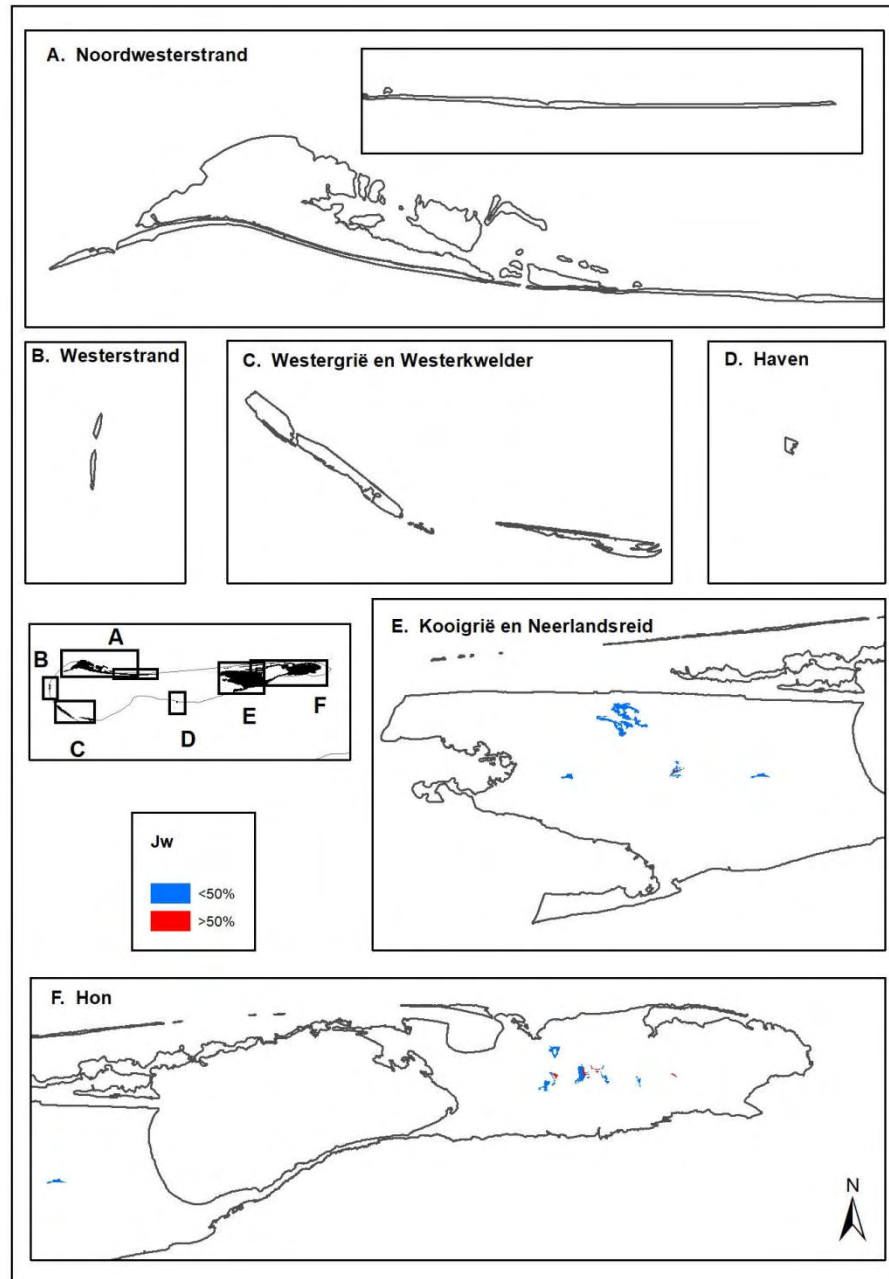 A. Noordwesterstrand
B. Westerstrand
C. Westergrië en Westerkwelder
D. Haven
A
B
C
D
E
F
E. Kooigrië en Neerlandsreid
Jw
<50%
>50%
F. Hon
N